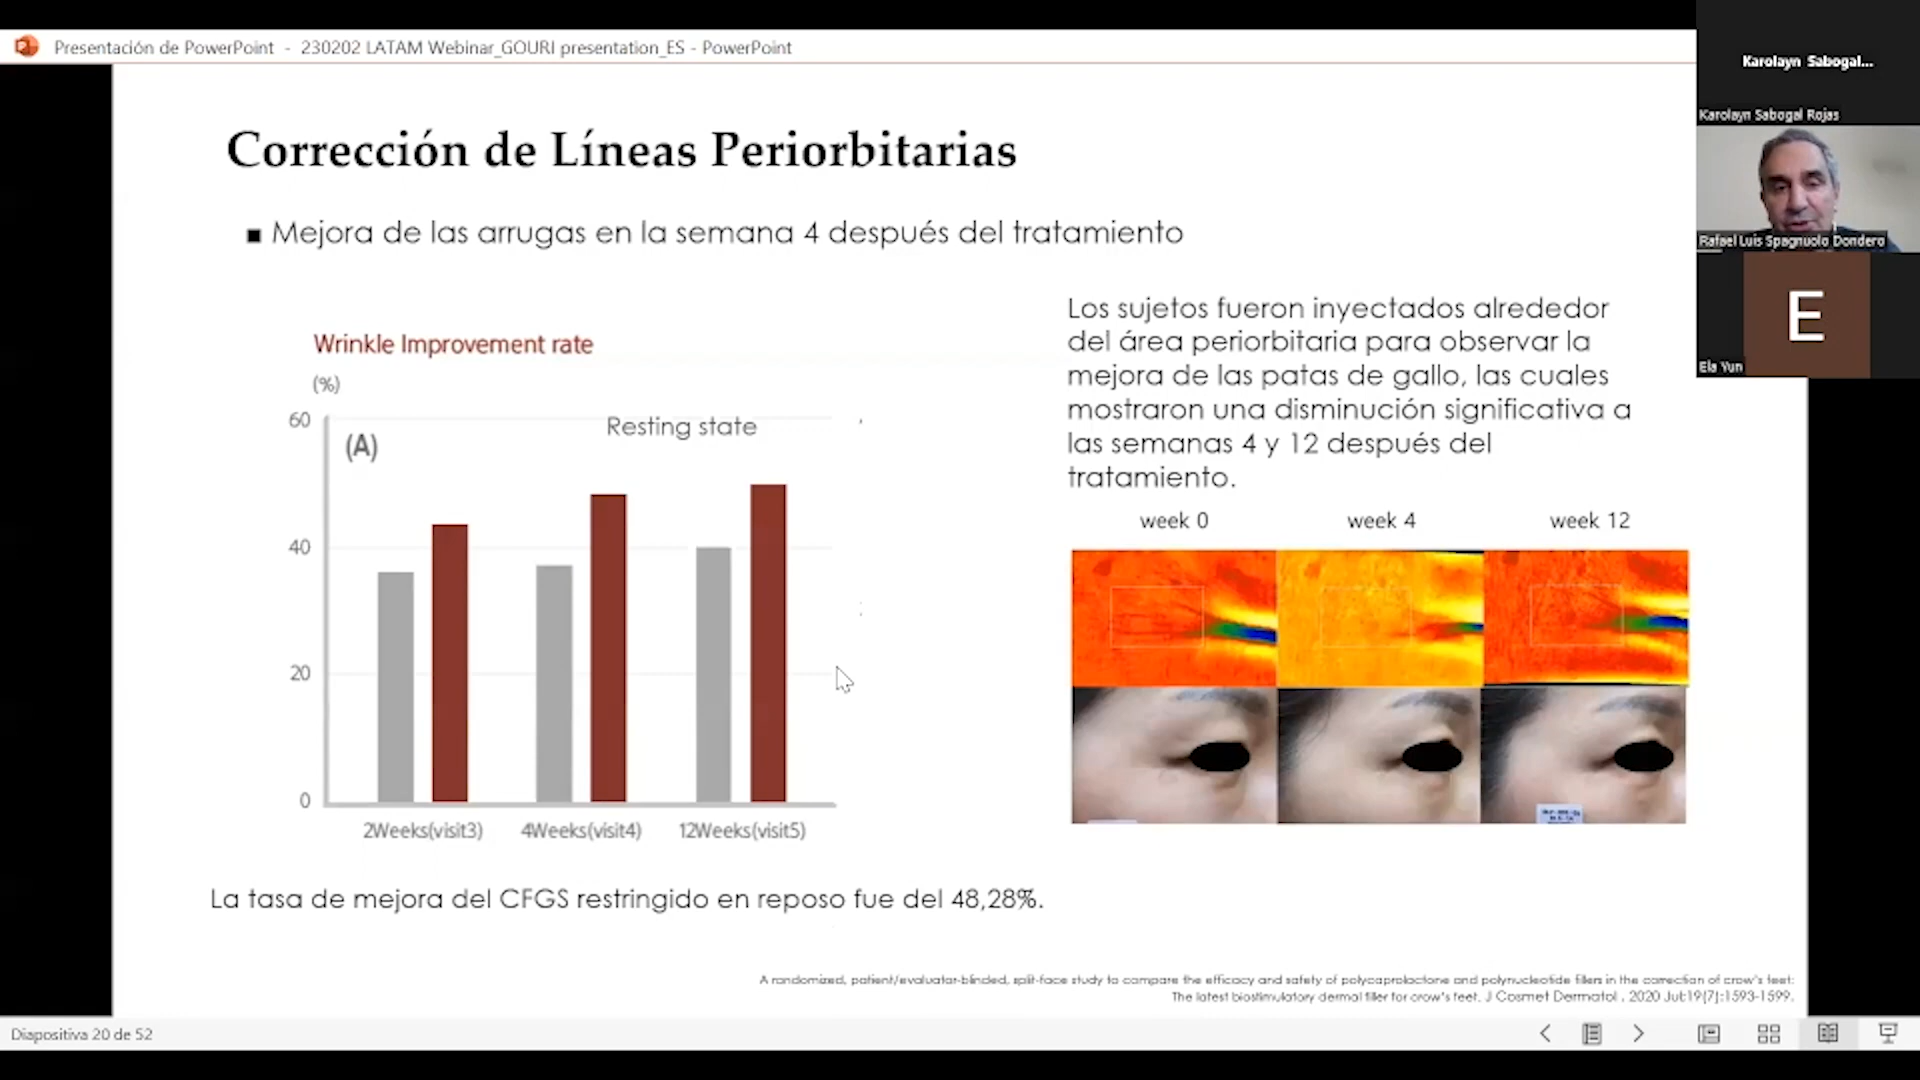 Presentación de PowerPoint - 230202 LATAM Webinar_GOURI presentation_ES - PowerPoint
Karolayn Sabogal...
Karolayn Sabogal Rojas
Rafael Luis Spagnuolo Dondero
E
Ela Yun
Corrección de Líneas Periorbitarias
■ Mejora de las arrugas en la semana 4 después del tratamiento
Wrinkle Improvement rate
(%)
60
40
20
0
(A)
Resting state
2Weeks(visit3) 4Weeks(visit4) 12Weeks(visit5)
Los sujetos fueron inyectados alrededor
del área periorbitaria para observar la
mejora de las patas de gallo, las cuales
mostraron una disminución significativa a
las semanas 4 y 12 después del
tratamiento.
week 0 week 4 week 12
La tasa de mejora del CFGS restringido en reposo fue del 48,28%.
A randomized, patient/evaluator-blinded, split-face study to compare the efficacy and safety of polycaprolactone and polynucleotide fillers in the correction of crow's feet:
The latest biostimulatory dermal filler for crow's feet. J Cosmet Dermatol . 2020 Jul;19(7):1593-1599.
Diapositiva 20 de 52